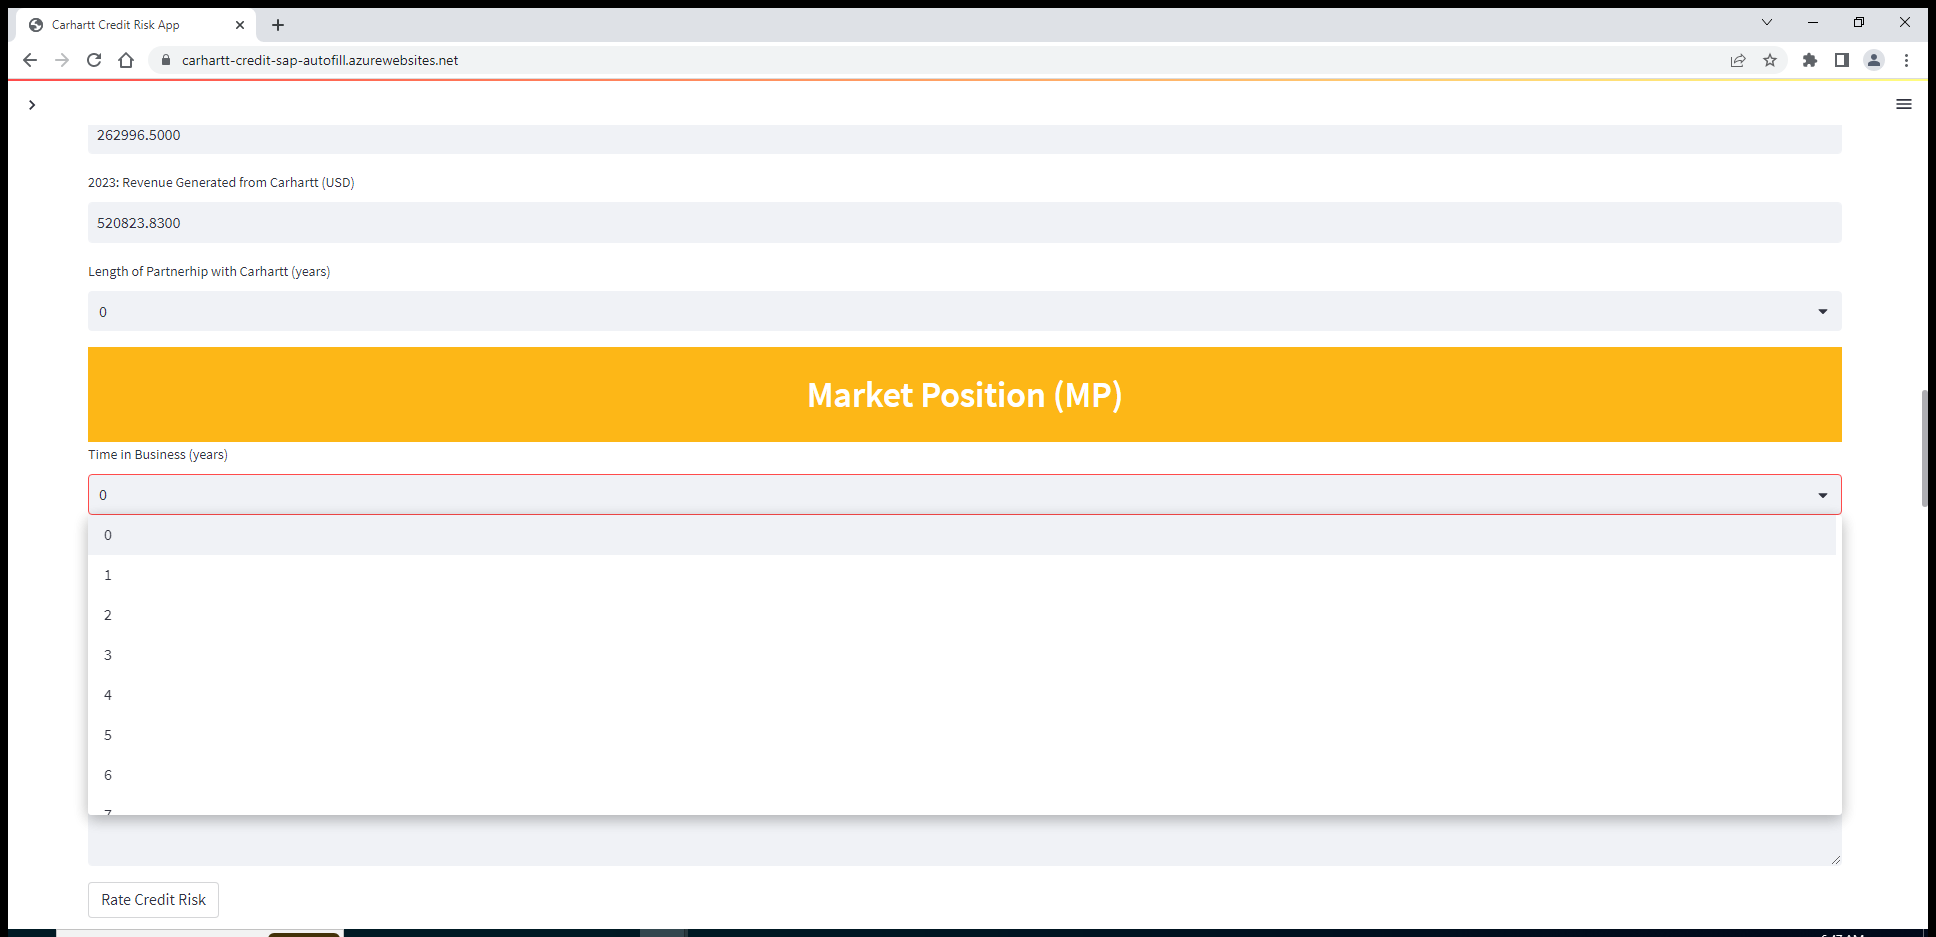 Carhartt Credit Risk App
carhartt-credit-sap-autofill.azurewebsites.net
262996.5000
2023: Revenue Generated from Carhartt (USD)
520823.8300
Length of Partnerhip with Carhartt (years)
0
Market Position (MP)
Time in Business (years)
0
0
1
2
3
4
5
6
7
Rate Credit Risk